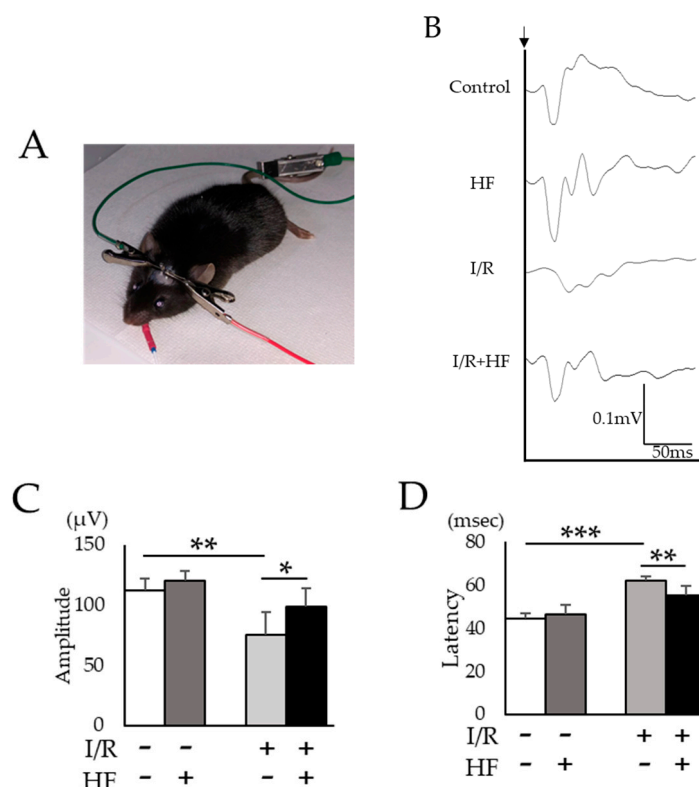 A
B
Control
HF
I/R
I/R+HF
0.1mV
50ms
C
(μV)
150
100
50
0
Amplitude
**
*
I/R - - + +
HF - + - +
D
(msec)
80
60
40
20
0
Latency
***
**
I/R - - + +
HF - + - +